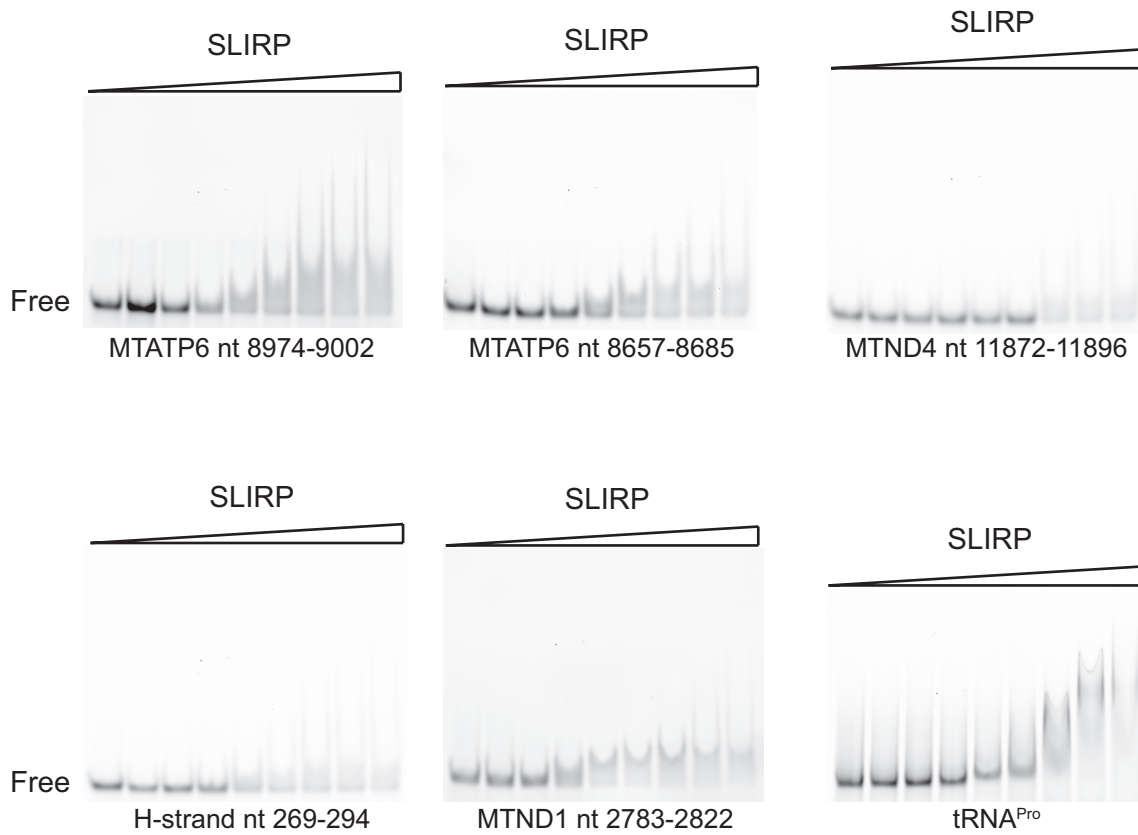 SLIRP
SLIRP
SLIRP
Free
MTATP6 nt 8974-9002
MTATP6 nt 8657-8685
MTND4 nt 11872-11896
SLIRP
SLIRP
SLIRP
Free
H-strand nt 269-294
MTND1 nt 2783-2822
tRNAPro